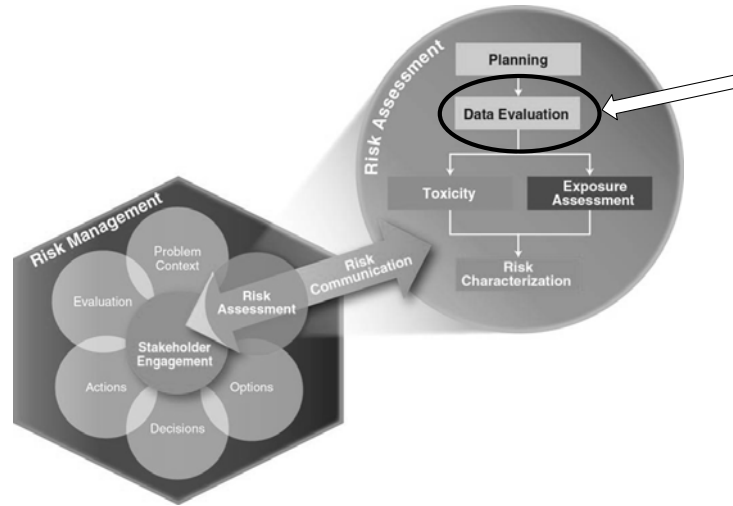 Risk Assessment
Planning
Data Evaluation
Toxicity
Exposure
Assessment
Risk
Characterization
Risk
Communication
Risk Management
Problem
Context
Risk
Assessment
Evaluation
Stakeholder
Engagement
Actions
Options
Decisions